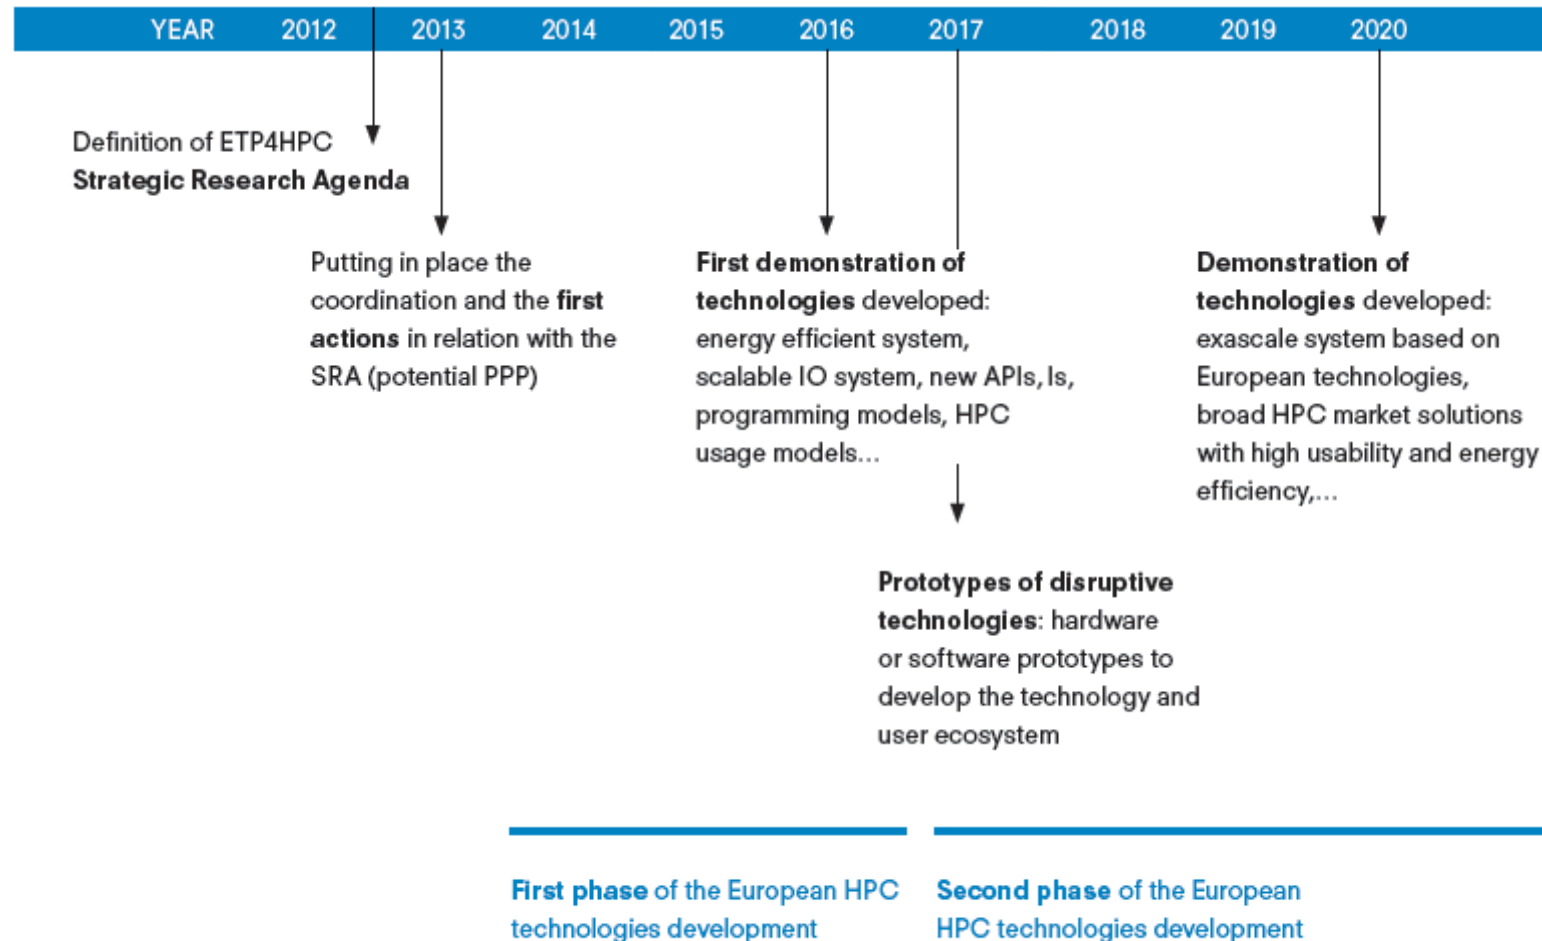 YEAR 2012 2013 2014 2015 2016 2017 2018 2019 2020
Definition of ETP4HPC
Strategic Research Agenda
Putting in place the
coordination and the first
actions in relation with the
SRA (potential PPP)
First demonstration of
technologies developed:
energy efficient system,
scalable IO system, new APIs, Is,
programming models, HPC
usage models...
Demonstration of
technologies developed:
exascale system based on
European technologies,
broad HPC market solutions
with high usability and energy
efficiency,...
Prototypes of disruptive
technologies: hardware
or software prototypes to
develop the technology and
user ecosystem
First phase of the European HPC
technologies development
Second phase of the European
HPC technologies development